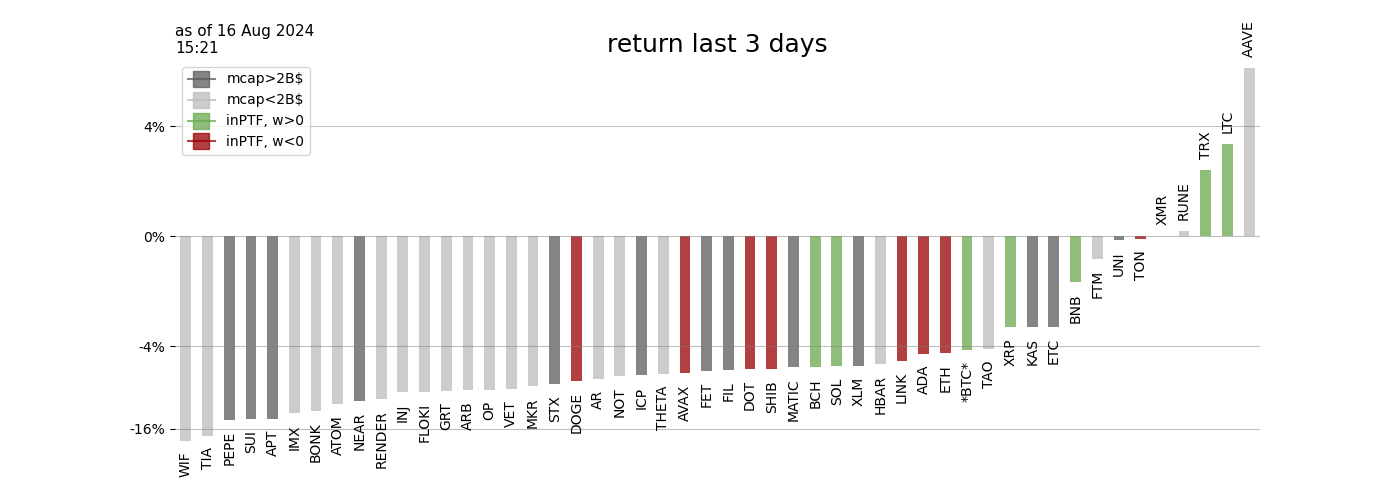 as of 16 Aug 2024
15:21
return last 3 days
mcap>2B$
mcap<2B$
inPTF, w>0
inPTF, w<0
4%
0%
-4%
-16%
WIF
TIA
PEPE
SUI
APT
IMX
BONK
ATOM
NEAR
RENDER
INJ
FLOKI
GRT
ARB
OP
VET
MKR
STX
DOGE
AR
NOT
ICP
THETA
AVAX
FET
FIL
DOT
SHIB
MATIC
BCH
SOL
XLM
HBAR
LINK
ADA
ETH
*BTC*
TAO
XRP
KAS
ETC
BNB
FTM
UNI
TON
XMR
RUNE
TRX
LTC
AAVE